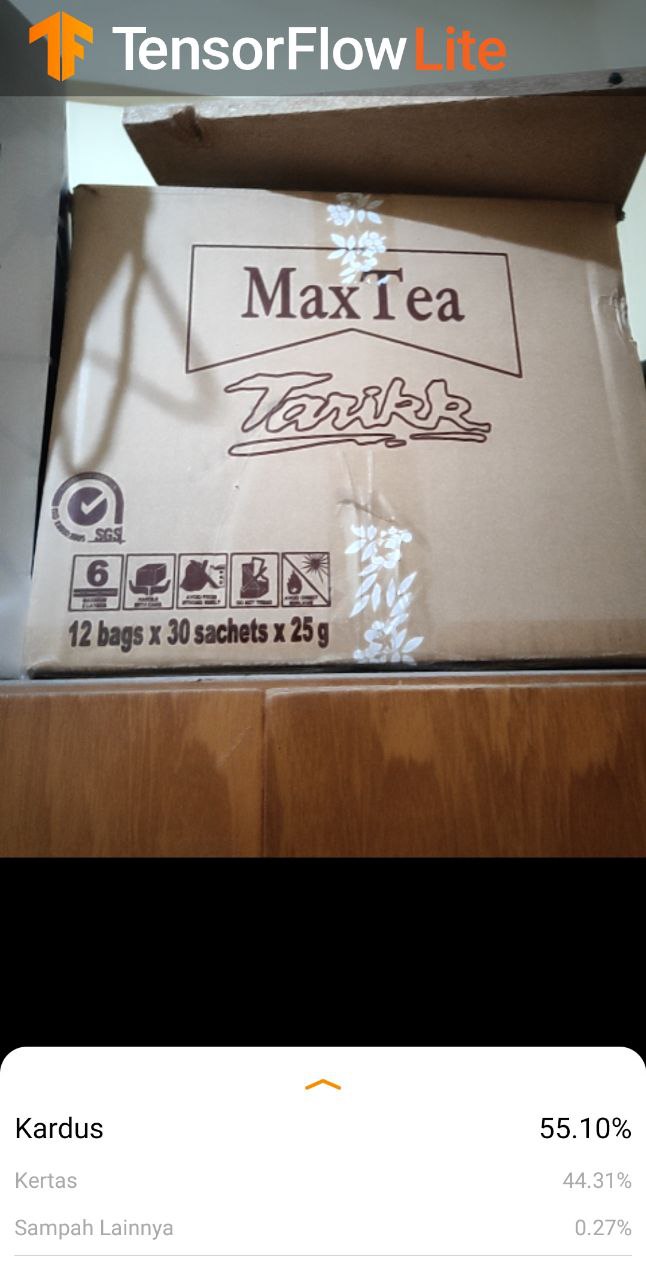 TensorFlow Lite
MaxTea
Tarikk
SGS
6
12 bags x 30 sachets x 25 g
Kardus 55.10%
Kertas 44.31%
Sampah Lainnya 0.27%